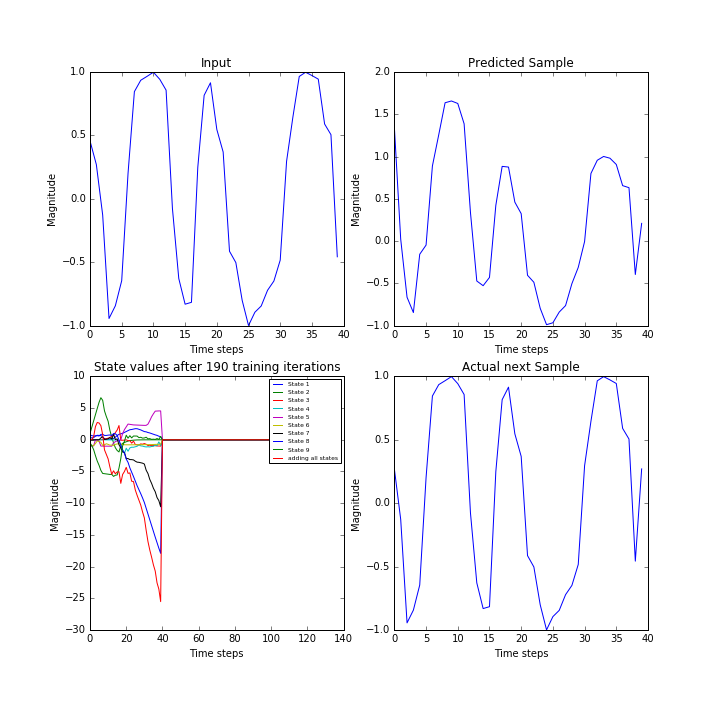 Input
1.0
0.5
0.0
−0.5
−1.0
Magnitude
0 5 10 15 20 25 30 35 40
Time steps
Predicted Sample
2.0
1.5
1.0
0.5
0.0
−0.5
−1.0
Magnitude
0 5 10 15 20 25 30 35 40
Time steps
State values after 190 training iterations
10
5
0
−5
−10
−15
−20
−25
−30
Magnitude
0 20 40 60 80 100 120 140
Time steps
State 1
State 2
State 3
State 4
State 5
State 6
State 7
State 8
State 9
adding all states
Actual next Sample
1.0
0.5
0.0
−0.5
−1.0
Magnitude
0 5 10 15 20 25 30 35 40
Time steps